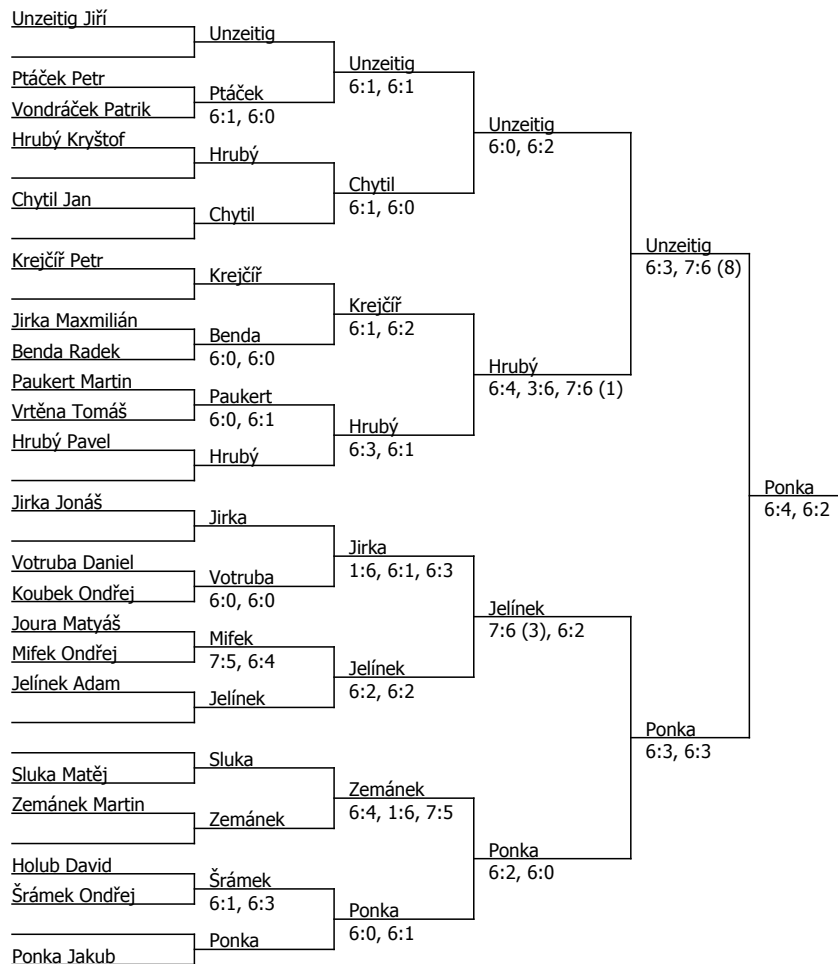 Unzeitig Jiří
Ptáček Petr
Vondráček Patrik
Hrubý Kryštof
Chytil Jan
Krejčíř Petr
Jirka Maxmilián
Benda Radek
Paukert Martin
Vrtěna Tomáš
Hrubý Pavel
Jirka Jonáš
Votruba Daniel
Koubek Ondřej
Joura Matyáš
Mifek Ondřej
Jelínek Adam
Sluka Matěj
Zemánek Martin
Holub David
Šrámek Ondřej
Ponka Jakub
Unzeitig
Ptáček
6:1, 6:0
Hrubý
Chytil
Krejčíř
Benda
6:0, 6:0
Paukert
6:0, 6:1
Hrubý
Jirka
Votruba
6:0, 6:0
Mifek
7:5, 6:4
Jelínek
Sluka
Zemánek
Šrámek
6:1, 6:3
Ponka
Unzeitig
6:1, 6:1
Chytil
6:1, 6:0
Krejčíř
6:1, 6:2
Hrubý
6:3, 6:1
Jirka
1:6, 6:1, 6:3
Jelínek
6:2, 6:2
Zemánek
6:4, 1:6, 7:5
Ponka
6:0, 6:1
Unzeitig
6:0, 6:2
Hrubý
6:4, 3:6, 7:6 (1)
Jelínek
7:6 (3), 6:2
Ponka
6:2, 6:0
Unzeitig
6:3, 7:6 (8)
Ponka
6:3, 6:3
Ponka
6:4, 6:2